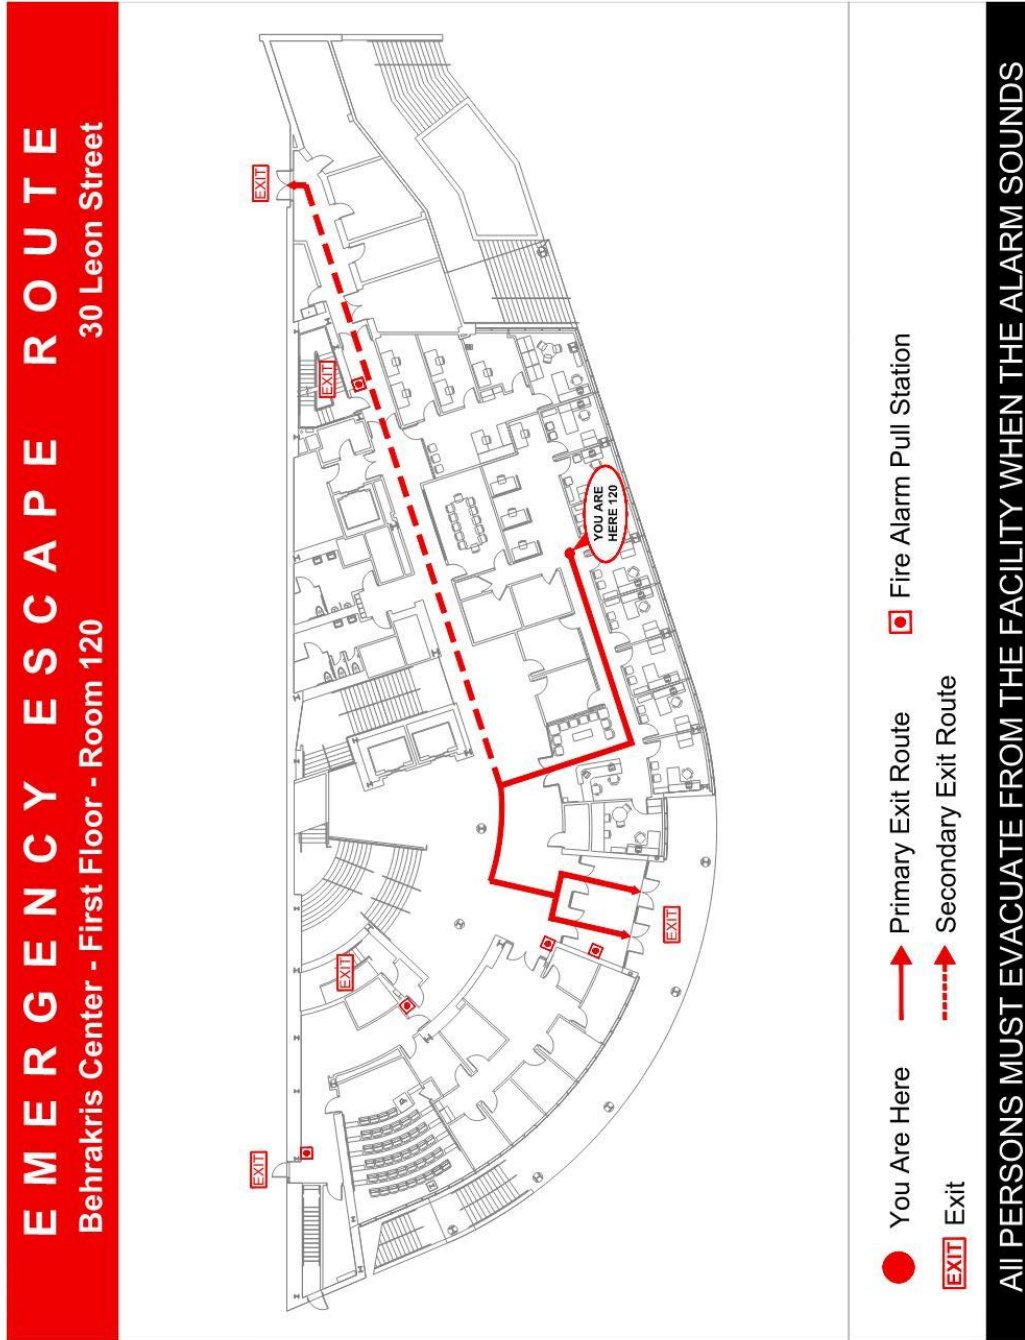 EMERGENCY ESCAPE ROUTE
Behrakis Center - First Floor - Room 120
30 Leon Street
EXIT
EXIT
EXIT
EXIT
EXIT
YOU ARE
HERE 120
You Are Here
Primary Exit Route
Fire Alarm Pull Station
EXIT Exit
Secondary Exit Route
All PERSONS MUST EVACUATE FROM THE FACILITY WHEN THE ALARM SOUNDS